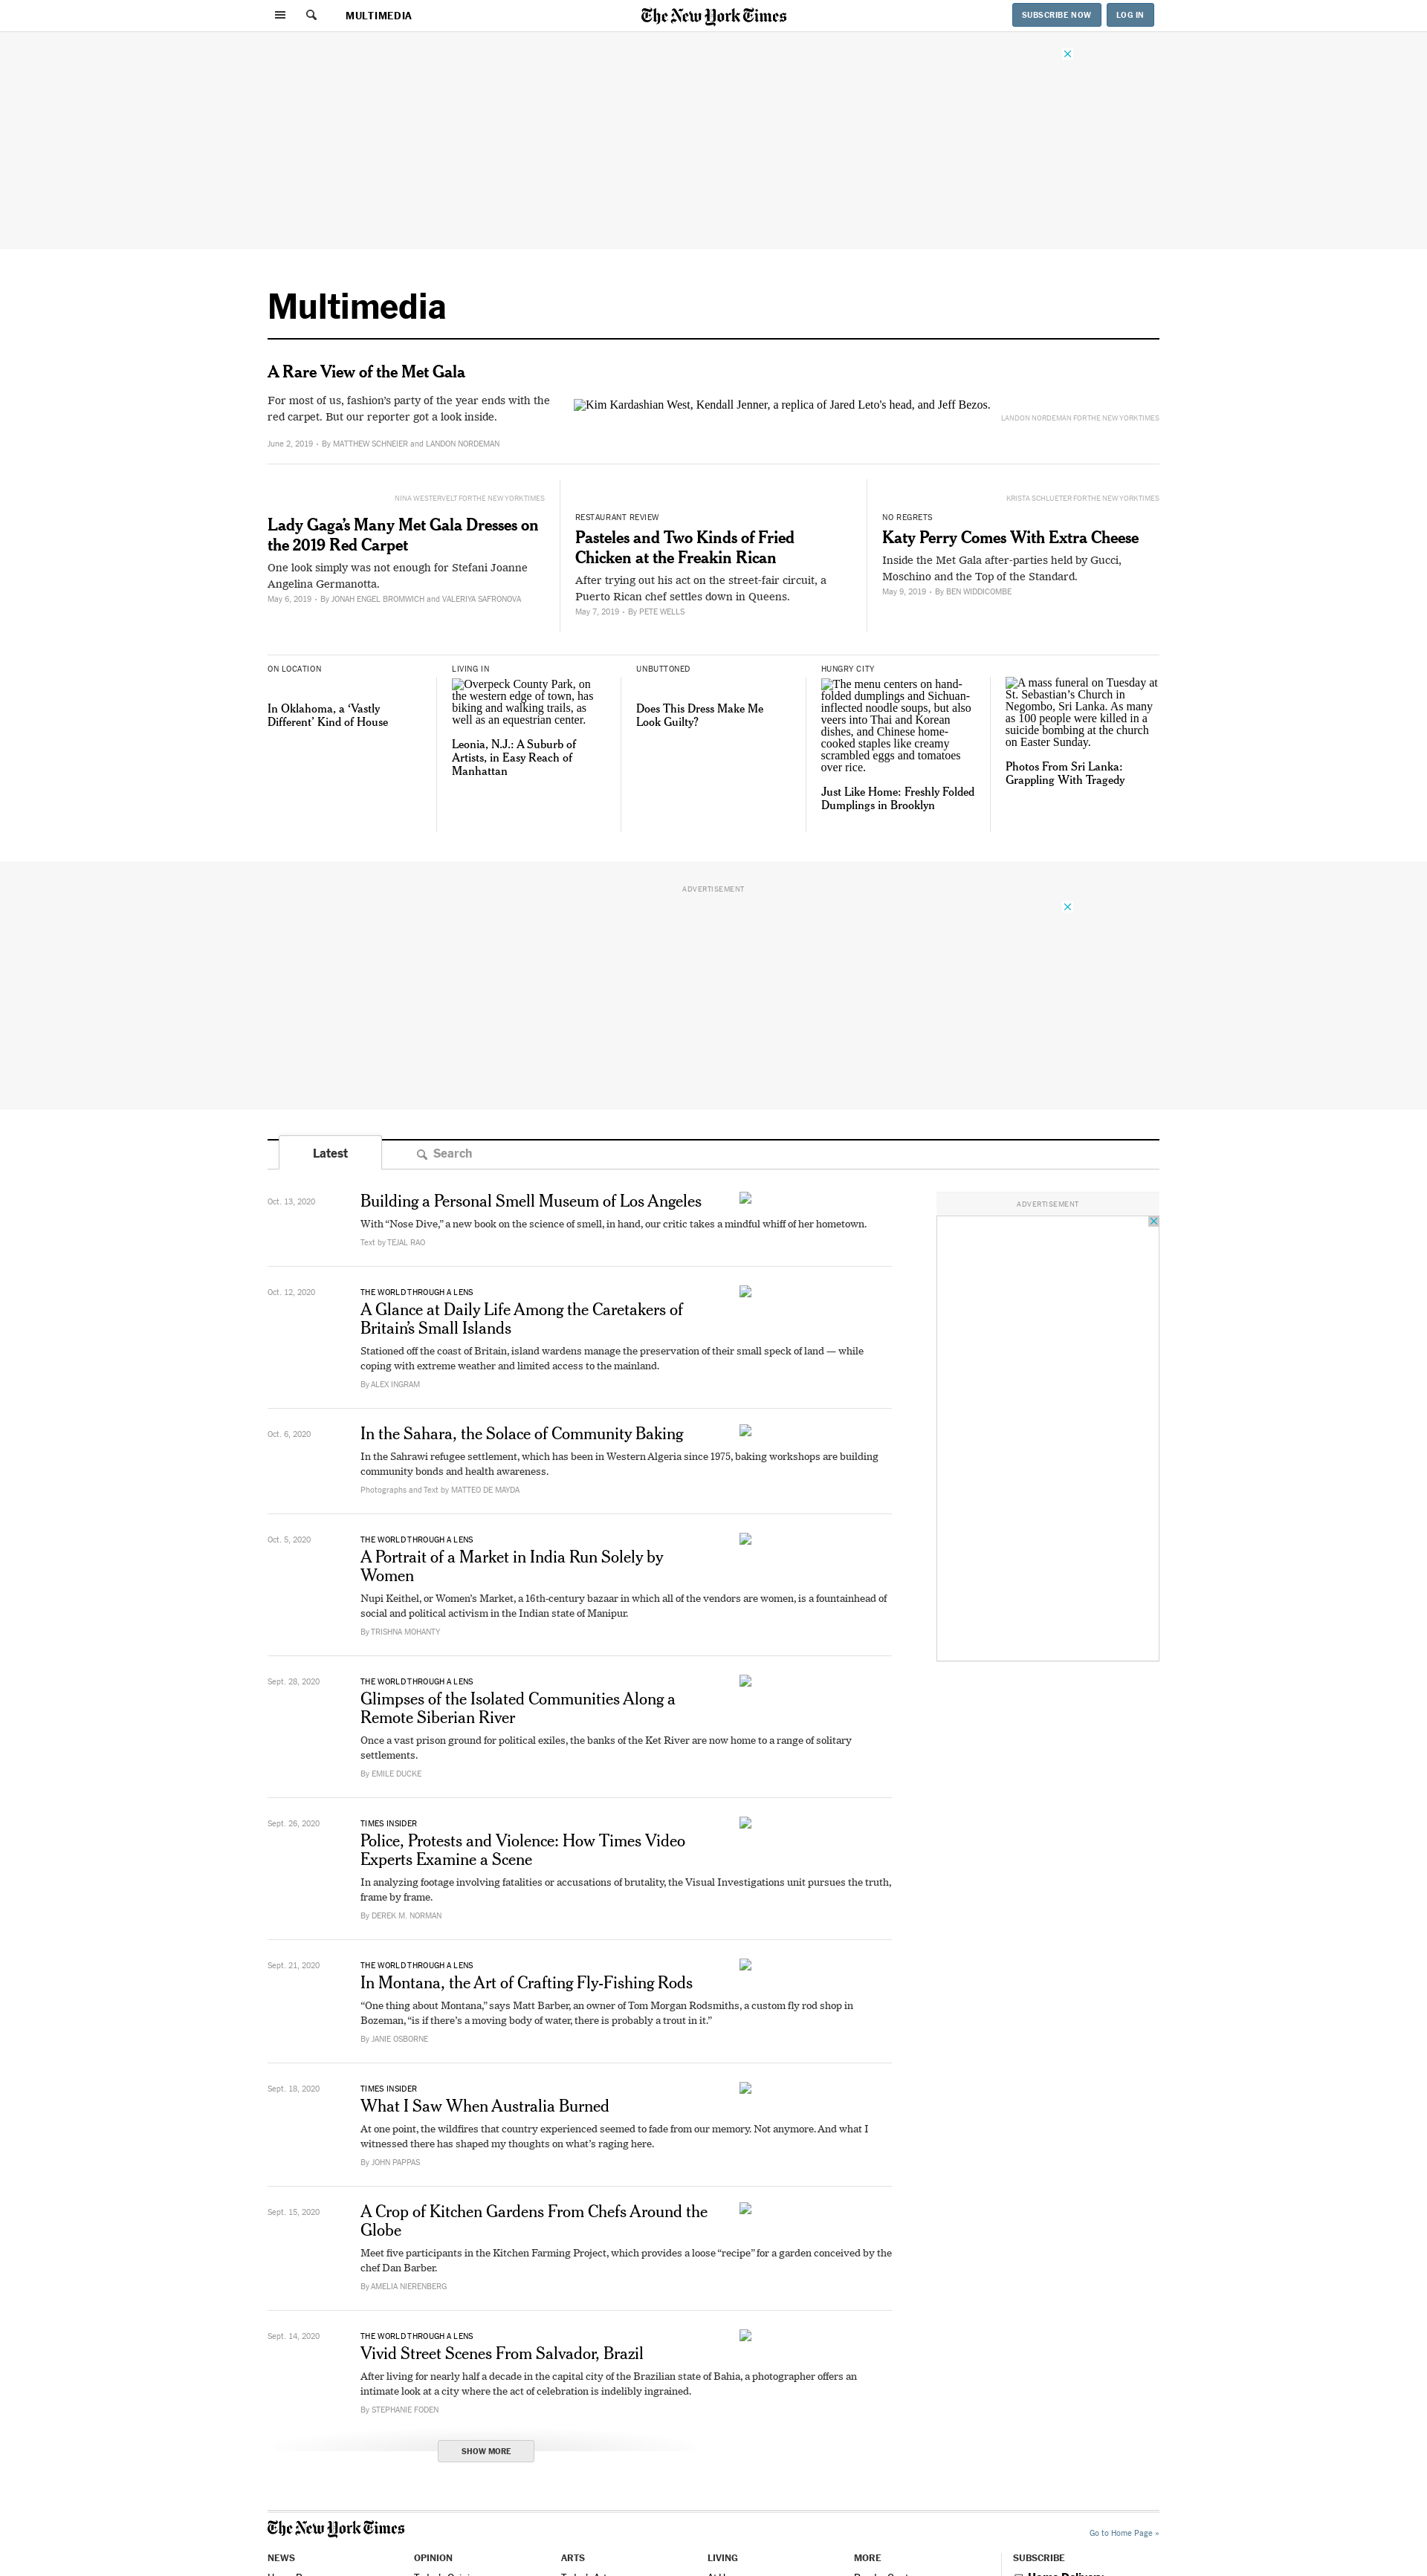 MULTIMEDIA
The New York Times
SUBSCRIBE NOW
LOG IN
Multimedia
A Rare View of the Met Gala
For most of us, fashion’s party of the year ends with the
red carpet. But our reporter got a look inside.
Kim Kardashian West, Kendall Jenner, a replica of Jared Leto's head, and Jeff Bezos.
LANDON NORDEMAN FOR THE NEW YORK TIMES
June 2, 2019 • By MATTHEW SCHNEIER and LANDON NORDEMAN
NINA WESTERVELT FOR THE NEW YORK TIMES
Lady Gaga’s Many Met Gala Dresses on
the 2019 Red Carpet
One look simply was not enough for Stefani Joanne
Angelina Germanotta.
May 6, 2019 • By JONAH ENGEL BROMWICH and VALERIYA SAFRONOVA
RESTAURANT REVIEW
Pasteles and Two Kinds of Fried
Chicken at the Freakin Rican
After trying out his act on the street-fair circuit, a
Puerto Rican chef settles down in Queens.
May 7, 2019 • By PETE WELLS
KRISTA SCHLUETER FOR THE NEW YORK TIMES
NO REGRETS
Katy Perry Comes With Extra Cheese
Inside the Met Gala after-parties held by Gucci,
Moschino and the Top of the Standard.
May 9, 2019 • By BEN WIDDICOMBE
ON LOCATION
In Oklahoma, a ‘Vastly
Different’ Kind of House
LIVING IN
Overpeck County Park, on
the western edge of town, has
biking and walking trails, as
well as an equestrian center.
Leonia, N.J.: A Suburb of
Artists, in Easy Reach of
Manhattan
UNBUTTONED
Does This Dress Make Me
Look Guilty?
HUNGRY CITY
The menu centers on hand-
folded dumplings and Sichuan-
inflected noodle soups, but also
veers into Thai and Korean
dishes, and Chinese home-
cooked staples like creamy
scrambled eggs and tomatoes
over rice.
Just Like Home: Freshly Folded
Dumplings in Brooklyn
A mass funeral on Tuesday at
St. Sebastian’s Church in
Negombo, Sri Lanka. As many
as 100 people were killed in a
suicide bombing at the church
on Easter Sunday.
Photos From Sri Lanka:
Grappling With Tragedy
ADVERTISEMENT
Latest
Search
ADVERTISEMENT
Oct. 13, 2020
Building a Personal Smell Museum of Los Angeles
With “Nose Dive,” a new book on the science of smell, in hand, our critic takes a mindful whiff of her hometown.
Text by TEJAL RAO
Oct. 12, 2020
THE WORLD THROUGH A LENS
A Glance at Daily Life Among the Caretakers of
Britain’s Small Islands
Stationed off the coast of Britain, island wardens manage the preservation of their small speck of land — while
coping with extreme weather and limited access to the mainland.
By ALEX INGRAM
Oct. 6, 2020
In the Sahara, the Solace of Community Baking
In the Sahrawi refugee settlement, which has been in Western Algeria since 1975, baking workshops are building
community bonds and health awareness.
Photographs and Text by MATTEO DE MAYDA
Oct. 5, 2020
THE WORLD THROUGH A LENS
A Portrait of a Market in India Run Solely by
Women
Nupi Keithel, or Women’s Market, a 16th-century bazaar in which all of the vendors are women, is a fountainhead of
social and political activism in the Indian state of Manipur.
By TRISHNA MOHANTY
Sept. 28, 2020
THE WORLD THROUGH A LENS
Glimpses of the Isolated Communities Along a
Remote Siberian River
Once a vast prison ground for political exiles, the banks of the Ket River are now home to a range of solitary
settlements.
By EMILE DUCKE
Sept. 26, 2020
TIMES INSIDER
Police, Protests and Violence: How Times Video
Experts Examine a Scene
In analyzing footage involving fatalities or accusations of brutality, the Visual Investigations unit pursues the truth,
frame by frame.
By DEREK M. NORMAN
Sept. 21, 2020
THE WORLD THROUGH A LENS
In Montana, the Art of Crafting Fly-Fishing Rods
“One thing about Montana,” says Matt Barber, an owner of Tom Morgan Rodsmiths, a custom fly rod shop in
Bozeman, “is if there’s a moving body of water, there is probably a trout in it.”
By JANIE OSBORNE
Sept. 18, 2020
TIMES INSIDER
What I Saw When Australia Burned
At one point, the wildfires that country experienced seemed to fade from our memory. Not anymore. And what I
witnessed there has shaped my thoughts on what’s raging here.
By JOHN PAPPAS
Sept. 15, 2020
A Crop of Kitchen Gardens From Chefs Around the
Globe
Meet five participants in the Kitchen Farming Project, which provides a loose “recipe” for a garden conceived by the
chef Dan Barber.
By AMELIA NIERENBERG
Sept. 14, 2020
THE WORLD THROUGH A LENS
Vivid Street Scenes From Salvador, Brazil
After living for nearly half a decade in the capital city of the Brazilian state of Bahia, a photographer offers an
intimate look at a city where the act of celebration is indelibly ingrained.
By STEPHANIE FODEN
SHOW MORE
The New York Times
Go to Home Page »
NEWS
OPINION
ARTS
LIVING
MORE
SUBSCRIBE
Home Delivery